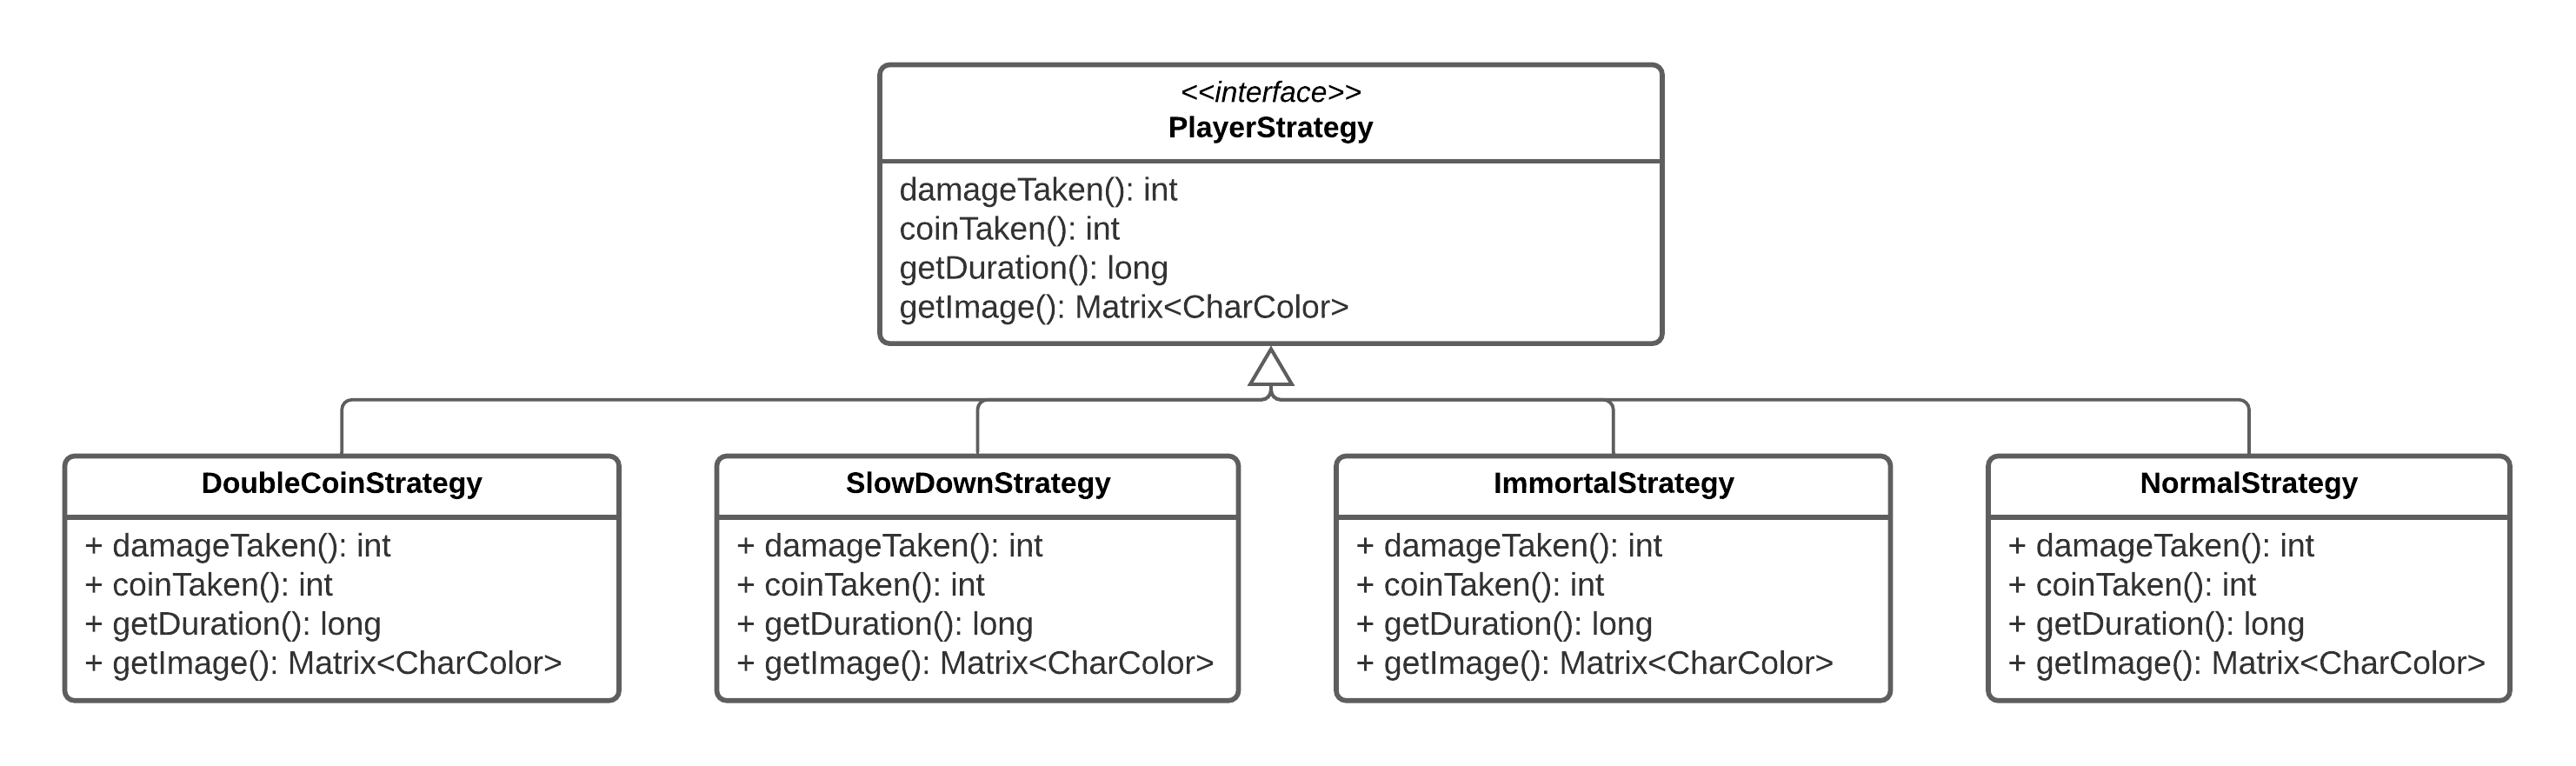 <<interface>>
PlayerStrategy
damageTaken(): int
coinTaken(): int
getDuration(): long
getImage(): Matrix<CharColor>
DoubleCoinStrategy
+ damageTaken(): int
+ coinTaken(): int
+ getDuration(): long
+ getImage(): Matrix<CharColor>
SlowDownStrategy
+ damageTaken(): int
+ coinTaken(): int
+ getDuration(): long
+ getImage(): Matrix<CharColor>
ImmortalStrategy
+ damageTaken(): int
+ coinTaken(): int
+ getDuration(): long
+ getImage(): Matrix<CharColor>
NormalStrategy
+ damageTaken(): int
+ coinTaken(): int
+ getDuration(): long
+ getImage(): Matrix<CharColor>